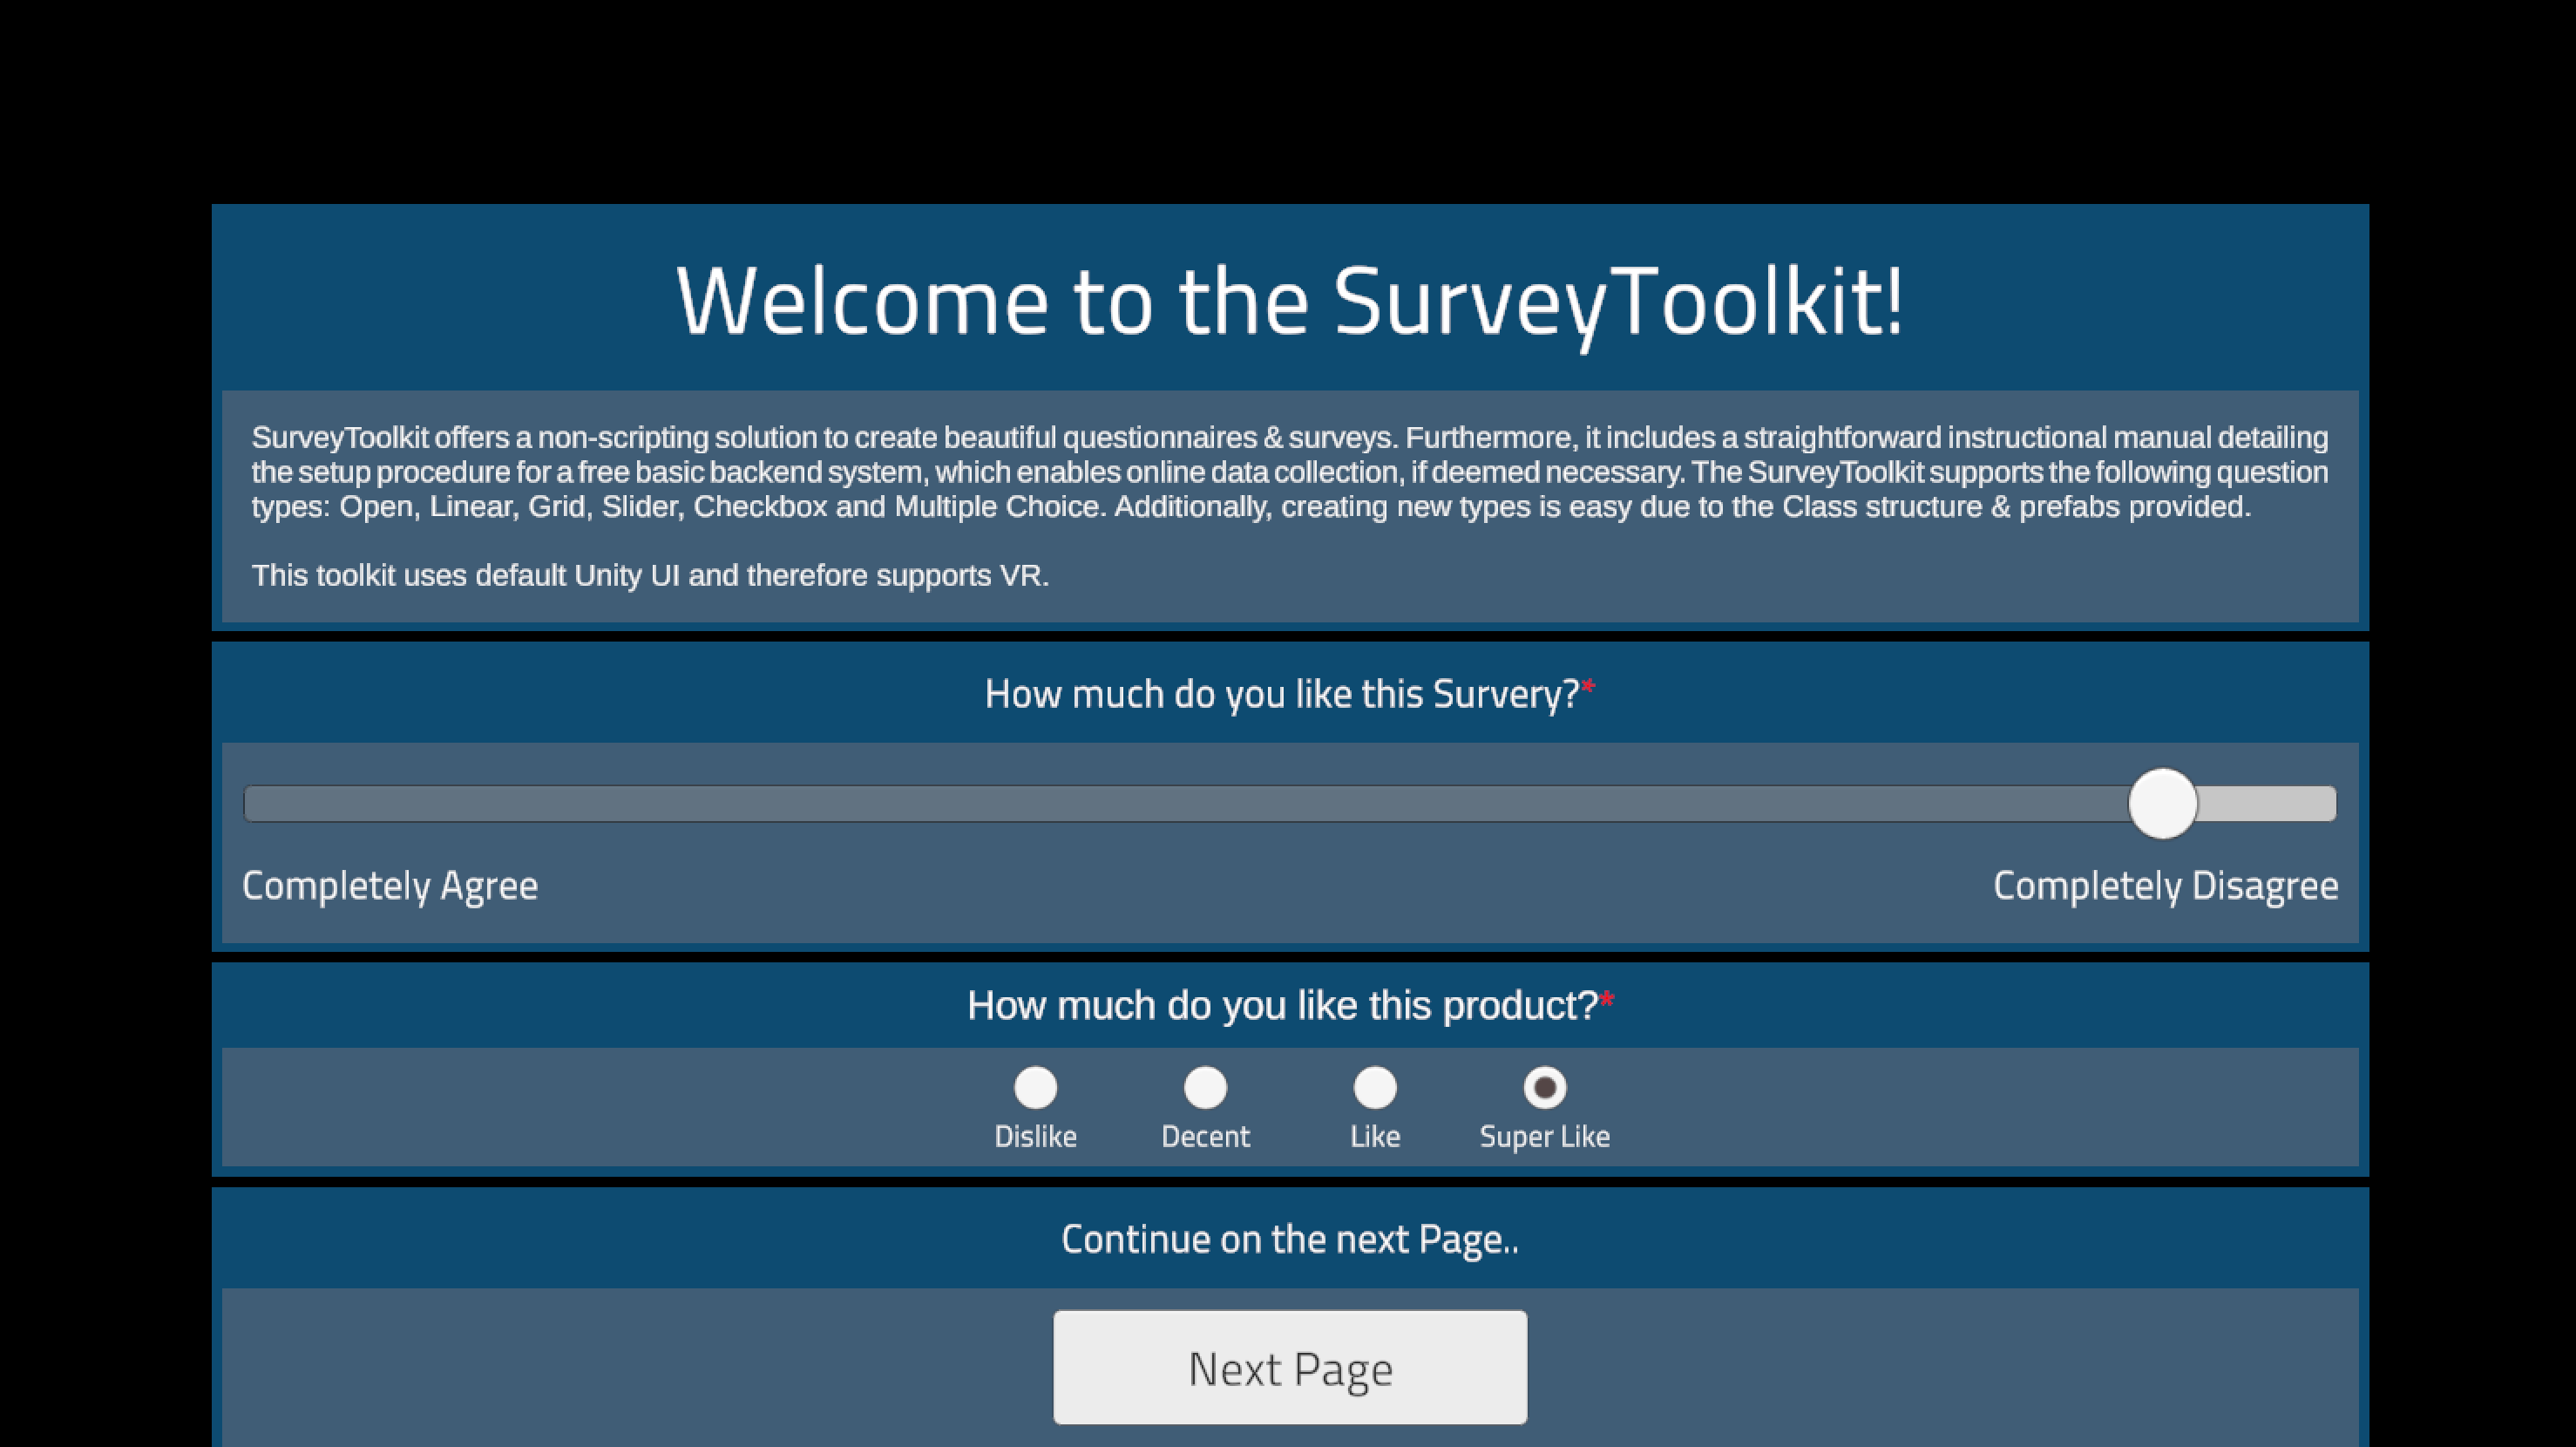 Welcome to the SurveyToolkit!
SurveyToolkit offers a non-scripting solution to create beautiful questionnaires & surveys. Furthermore, it includes a straightforward instructional manual detailing
the setup procedure for a free basic backend system, which enables online data collection, if deemed necessary. The SurveyToolkit supports the following question
types: Open, Linear, Grid, Slider, Checkbox and Multiple Choice. Additionally, creating new types is easy due to the Class structure & prefabs provided.
This toolkit uses default Unity UI and therefore supports VR.
How much do you like this Survery?*
Completely Agree Completely Disagree
How much do you like this product?*
Dislike Decent Like Super Like
Continue on the next Page..
Next Page